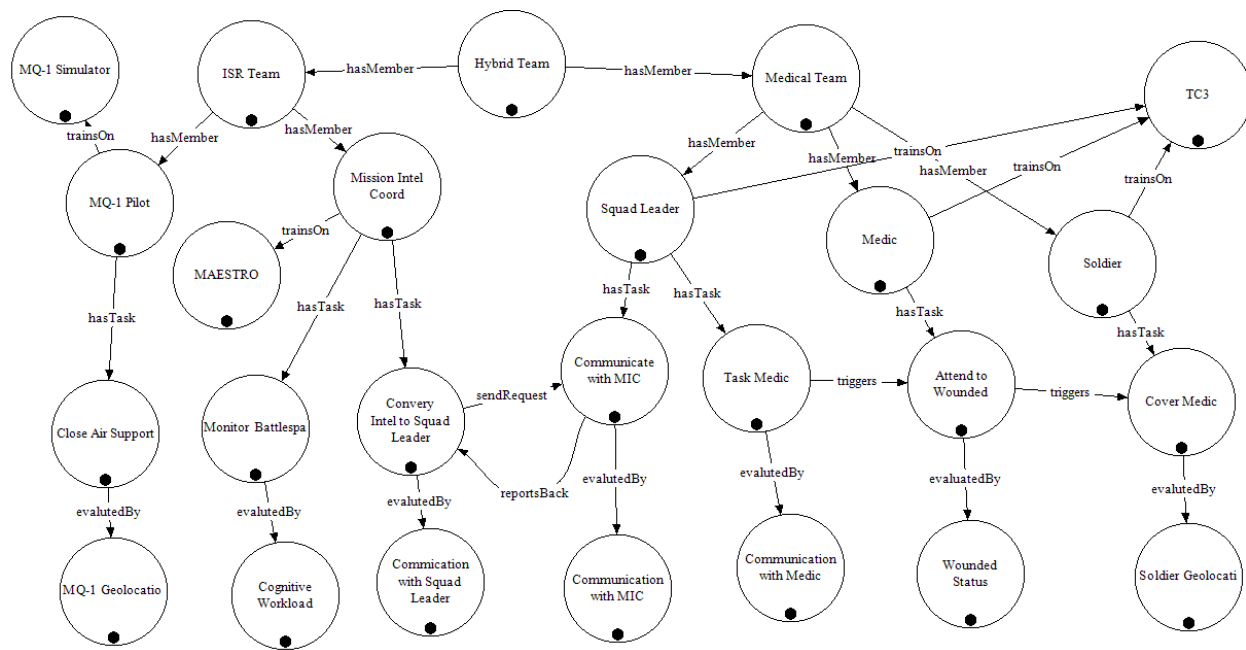 MQ-1 Simulator
ISR Team
hasMember
Hybrid Team
hasMember
Medical Team
TC3
trainsOn
hasMember
hasMember
hasMember
hasMember
trainsOn
hasMember
trainsOn
trainsOn
MQ-1 Pilot
Mission Intel
Coord
trainsOn
MAESTRO
Squad Leader
Medic
Soldier
hasTask
hasTask
hasTask
hasTask
hasTask
hasTask
hasTask
Close Air Support
Monitor Battlespa
Convery
Intel to Squad
Leader
sendRequest
reportsBack
Communicate
with MIC
Task Medic
triggers
Attend to
Wounded
triggers
Cover Medic
evalutedBy
evalutedBy
evalutedBy
evalutedBy
evalutedBy
evaluatedBy
evalutedBy
MQ-1 Geolocatio
Cognitive
Workload
Commication
with Squad
Leader
Communication
with MIC
Communication
with Medic
Wounded
Status
Soldier Geolocati